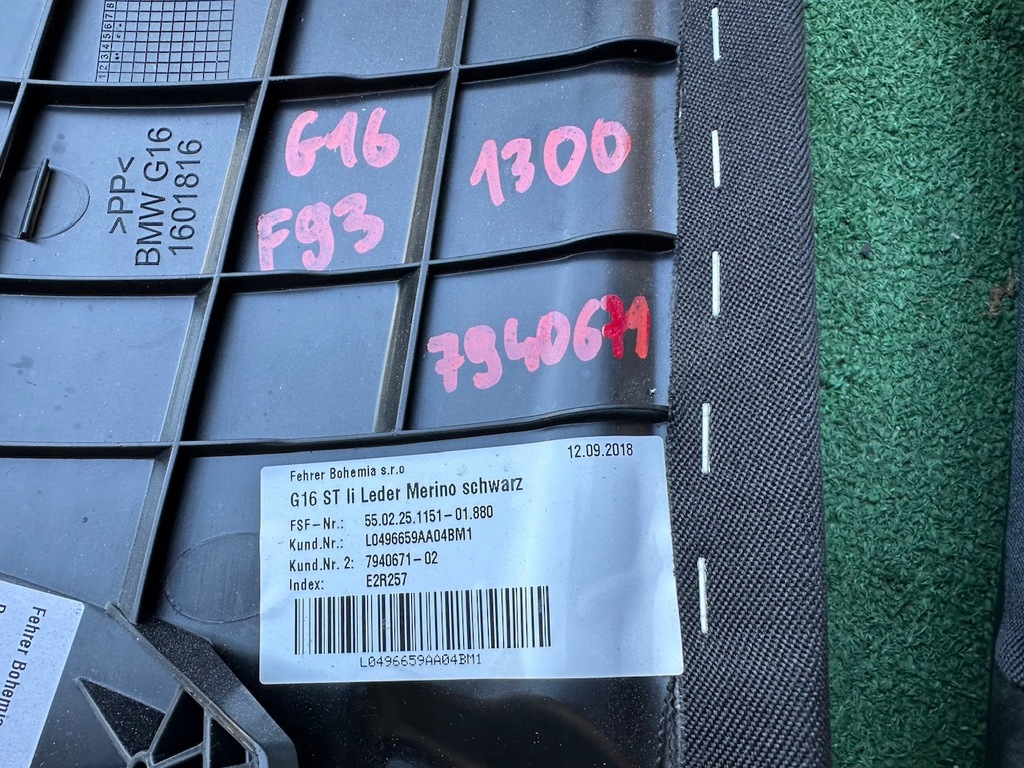 12345678
>PP<
BMW G16
1601816
G16
F93
1300
7940671
Fehrer Bohemia s.r.o
12.09.2018
G16 ST li Leder Merino schwarz
FSF-Nr.: 55.02.25.1151-01.880
Kund.Nr.: L0496659AA04BM1
Kund.Nr. 2: 7940671-02
Index: E2R257
L0496659AA04BM1
Fehrer Bohemia